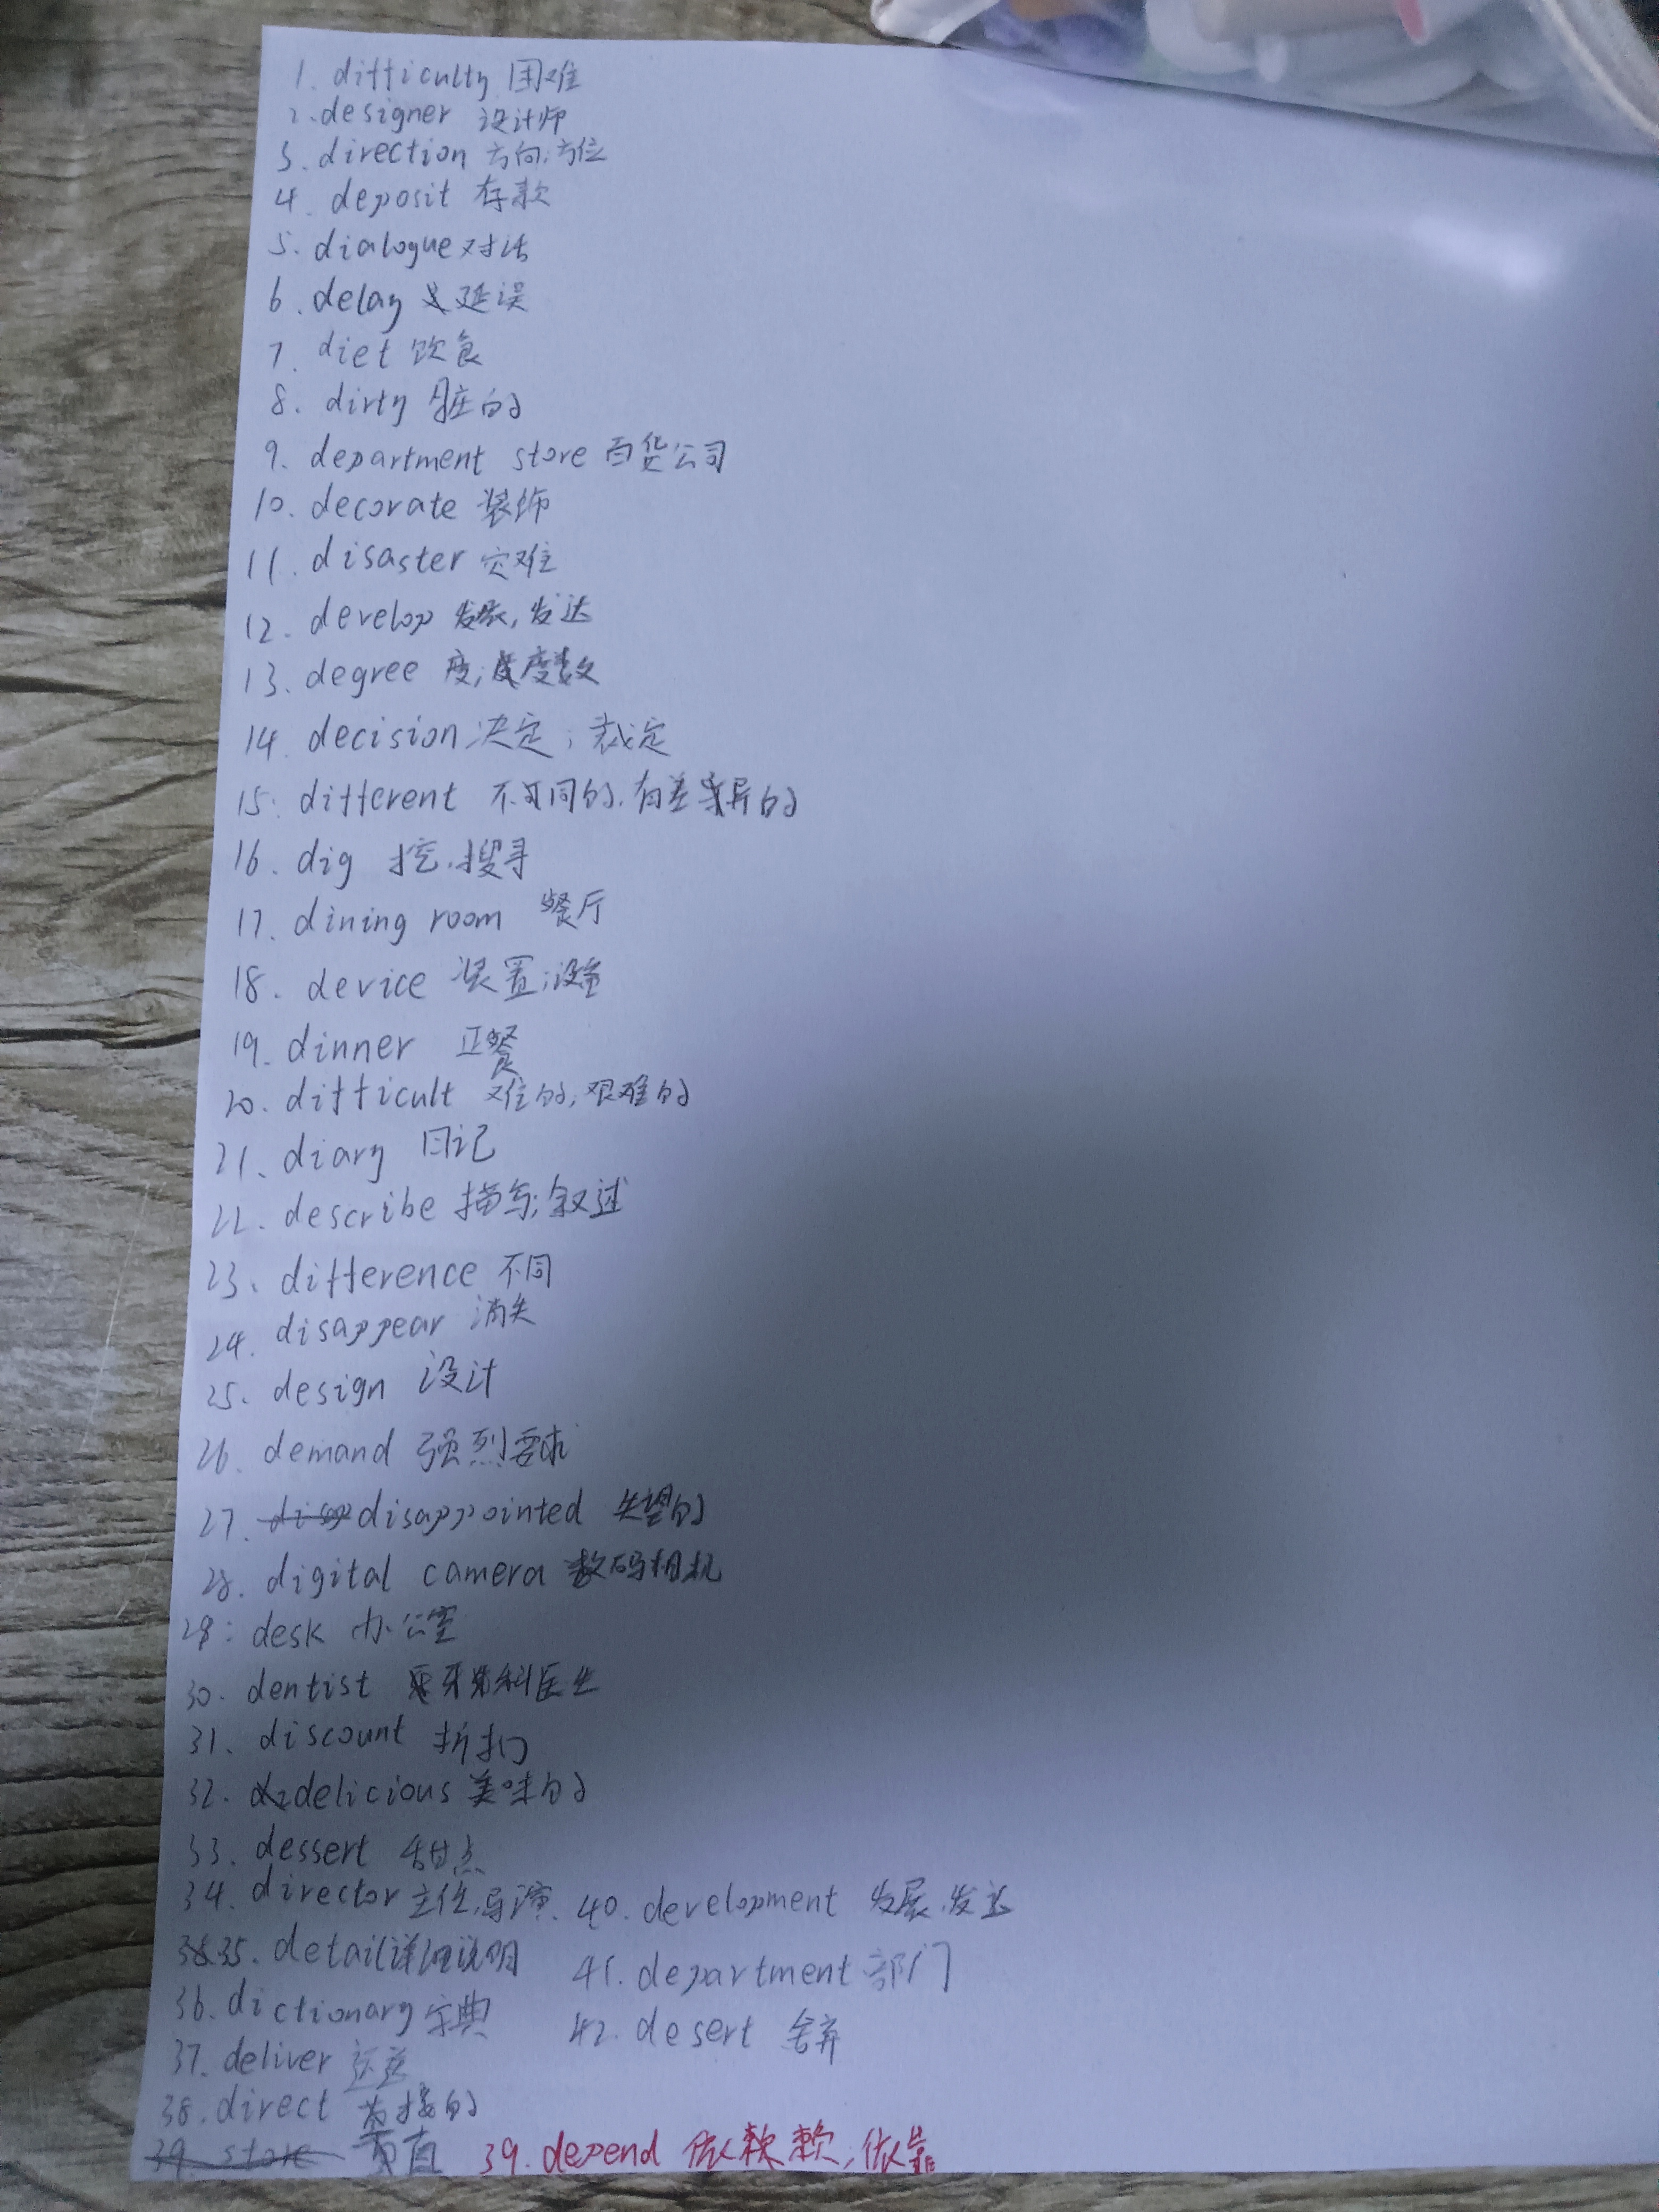 1. difficulty 困难
2. designer 设计师
3. direction 方向;方位
4. deposit 存款
5. dialogue 对话
6. delay 延误
7. diet 饮食
8. dirty 脏的
9. department store 百货公司
10. decorate 装饰
11. disaster 灾难
12. develop 发展,发达
13. degree 度;度数
14. decision 决定;裁定
15. different 不同的,有差异的
16. dig 挖,搜寻
17. dining room 餐厅
18. device 装置;设备
19. dinner 正餐
20. difficult 难的,艰难的
21. diary 日记
22. describe 描写;叙述
23. difference 不同
24. disappear 消失
25. design 设计
26. demand 强烈要求
27. disappointed 失望的
28. digital camera 数码相机
29. desk 办公室
30. dentist 牙科医生
31. discount 折扣
32. delicious 美味的
33. dessert 甜点
34. director 主任,导演
35. detail 详细说明
36. dictionary 字典
37. deliver 运送
38. direct 直接的
39. store 直
39. depend 依赖;依靠
40. development 发展,发达
41. department 部门
42. desert 舍弃